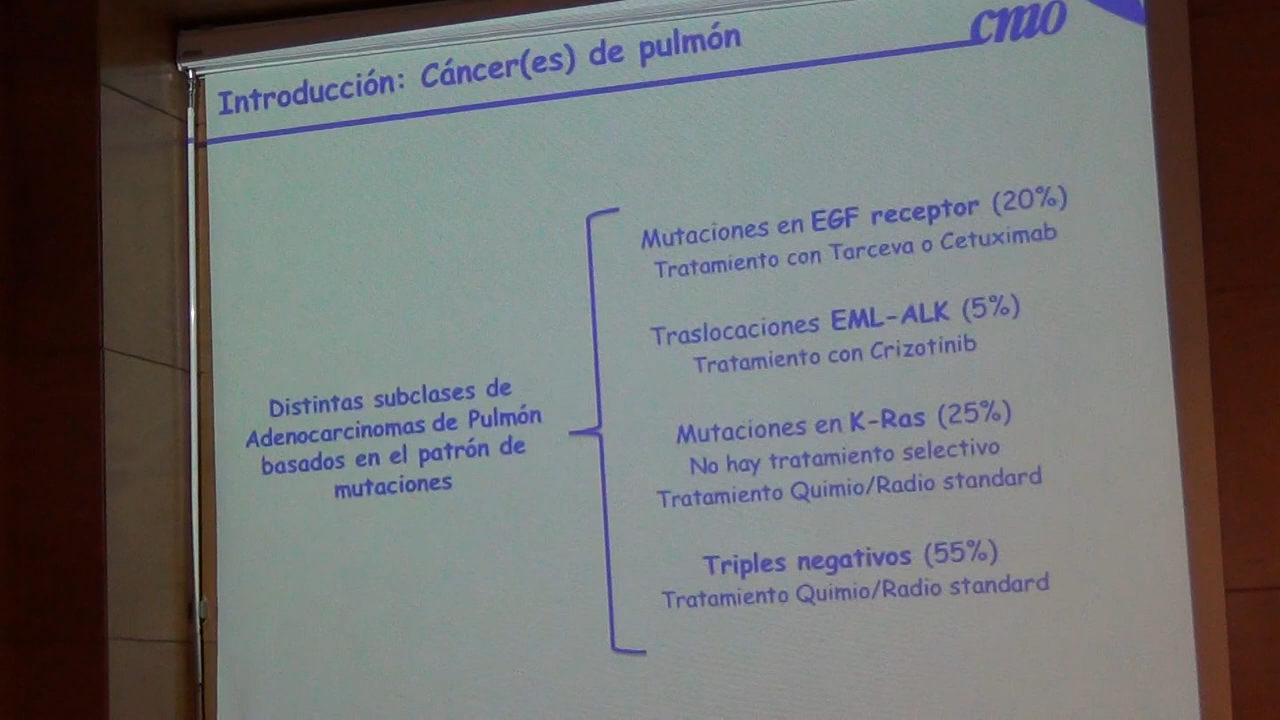 Introducción: Cáncer(es) de pulmón
cmo
Distintas subclases de
Adenocarcinomas de Pulmón
basados en el patrón de
mutaciones
Mutaciones en EGF receptor (20%)
Tratamiento con Tarceva o Cetuximab
Traslocaciones EML-ALK (5%)
Tratamiento con Crizotinib
Mutaciones en K-Ras (25%)
No hay tratamiento selectivo
Tratamiento Quimio/Radio standard
Triples negativos (55%)
Tratamiento Quimio/Radio standard